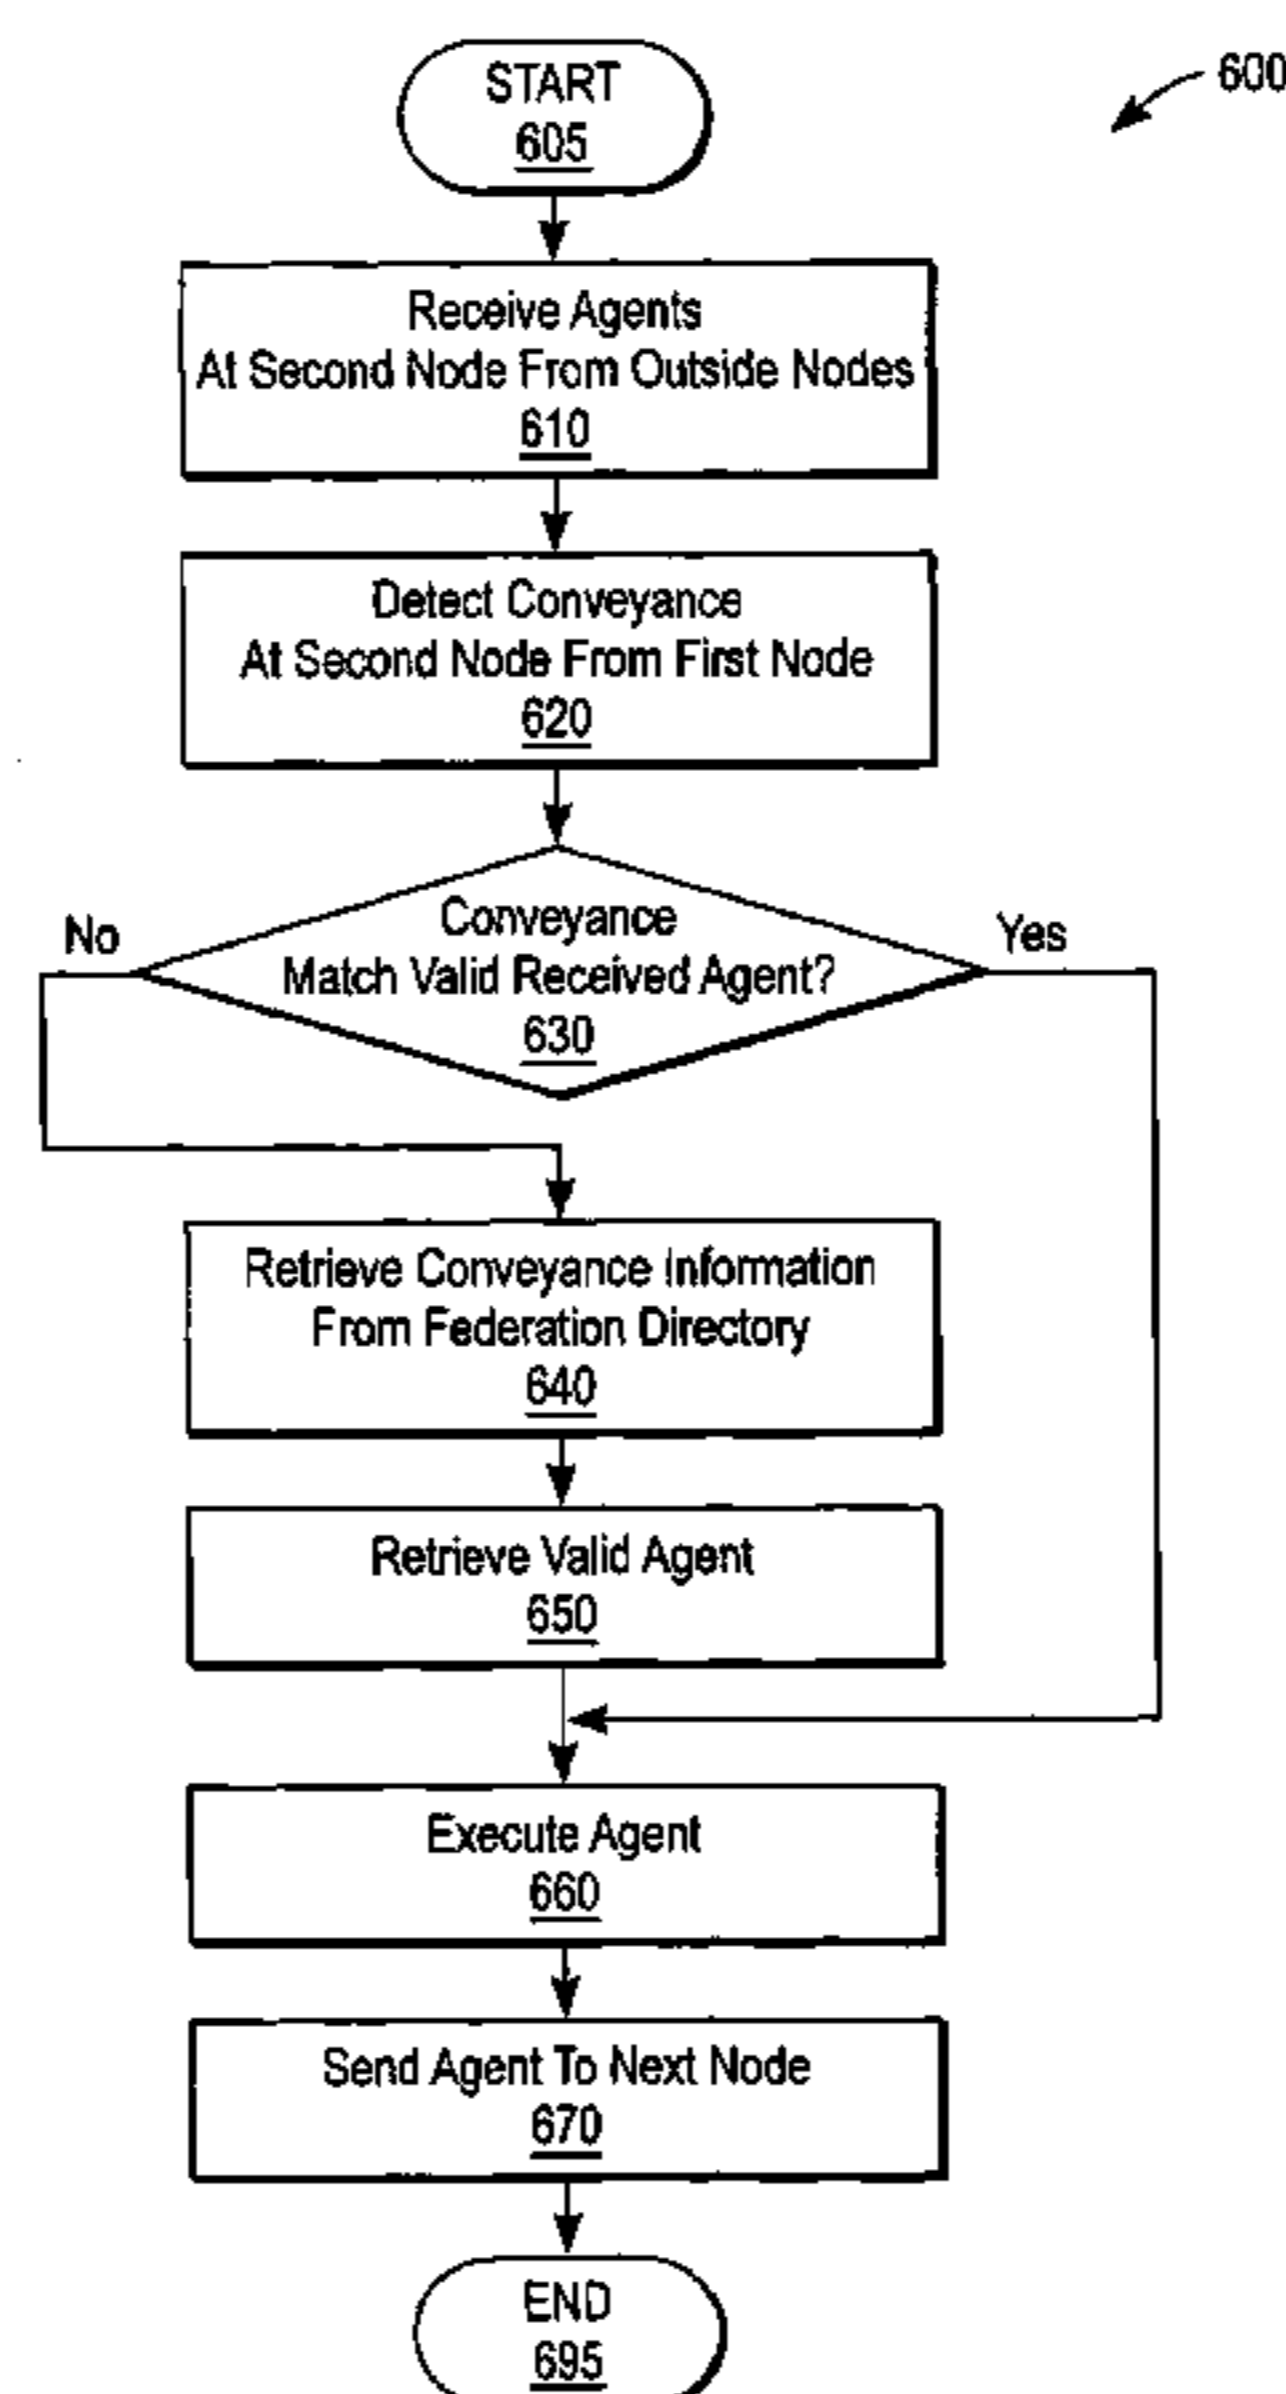 START
605
600
Receive Agents
At Second Node From Outside Nodes
610
Detect Conveyance
At Second Node From First Node
620
Conveyance
Match Valid Received Agent?
630
No
Yes
Retrieve Conveyance Information
From Federation Directory
640
Retrieve Valid Agent
650
Execute Agent
660
Send Agent To Next Node
670
END
695